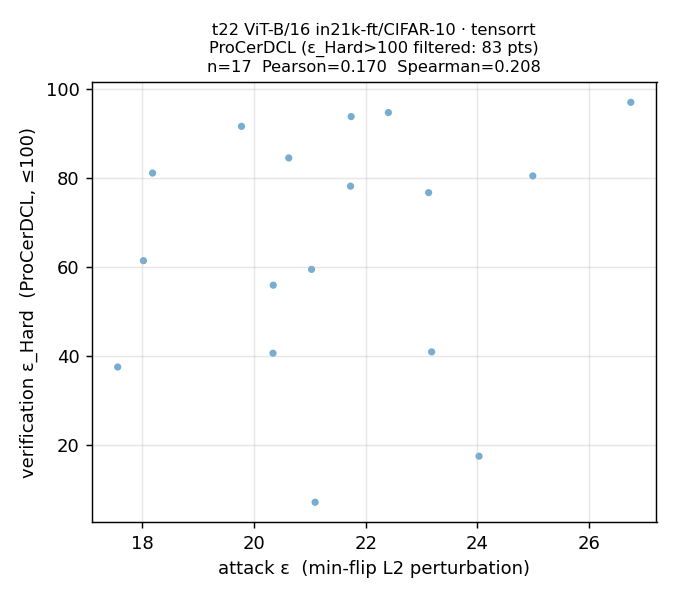 t22 ViT-B/16 in21k-ft/CIFAR-10 · tensorrt
ProCerDCL (ε_Hard>100 filtered: 83 pts)
n=17  Pearson=0.170  Spearman=0.208
verification ε_Hard  (ProCerDCL, ≤100)
100
80
60
40
20
18
20
22
24
26
attack ε  (min-flip L2 perturbation)